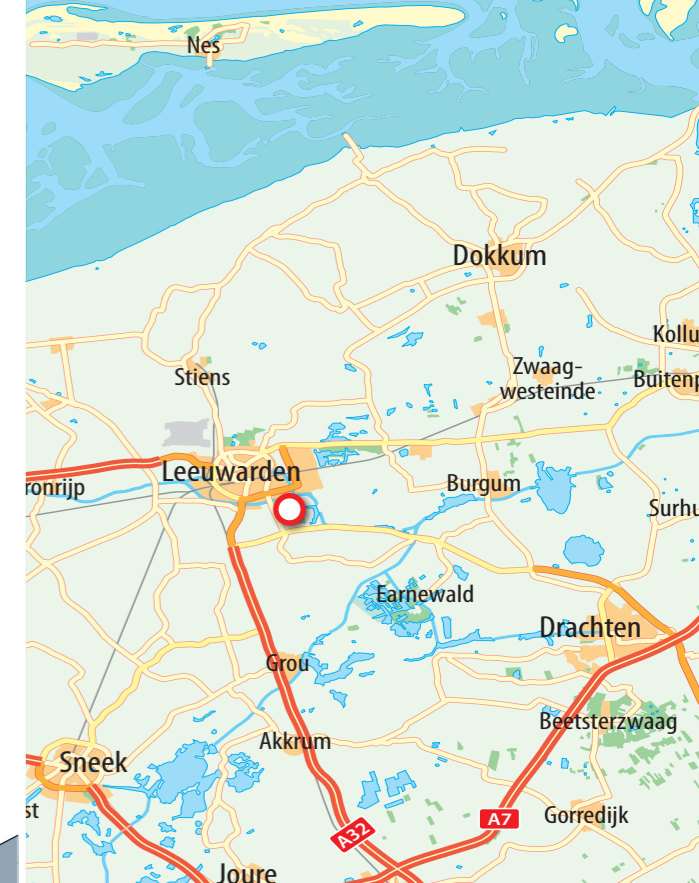 Nes
Dokkum
Kollu
Zwaag-
westeinde
Buitenp
Stiens
Leeuwarden
ronrijp
Burgum
Surhu
Earnewald
Drachten
Grou
Beetsterzwaag
Akkrum
Sneek
st
A7
Gorredijk
A32
Joure